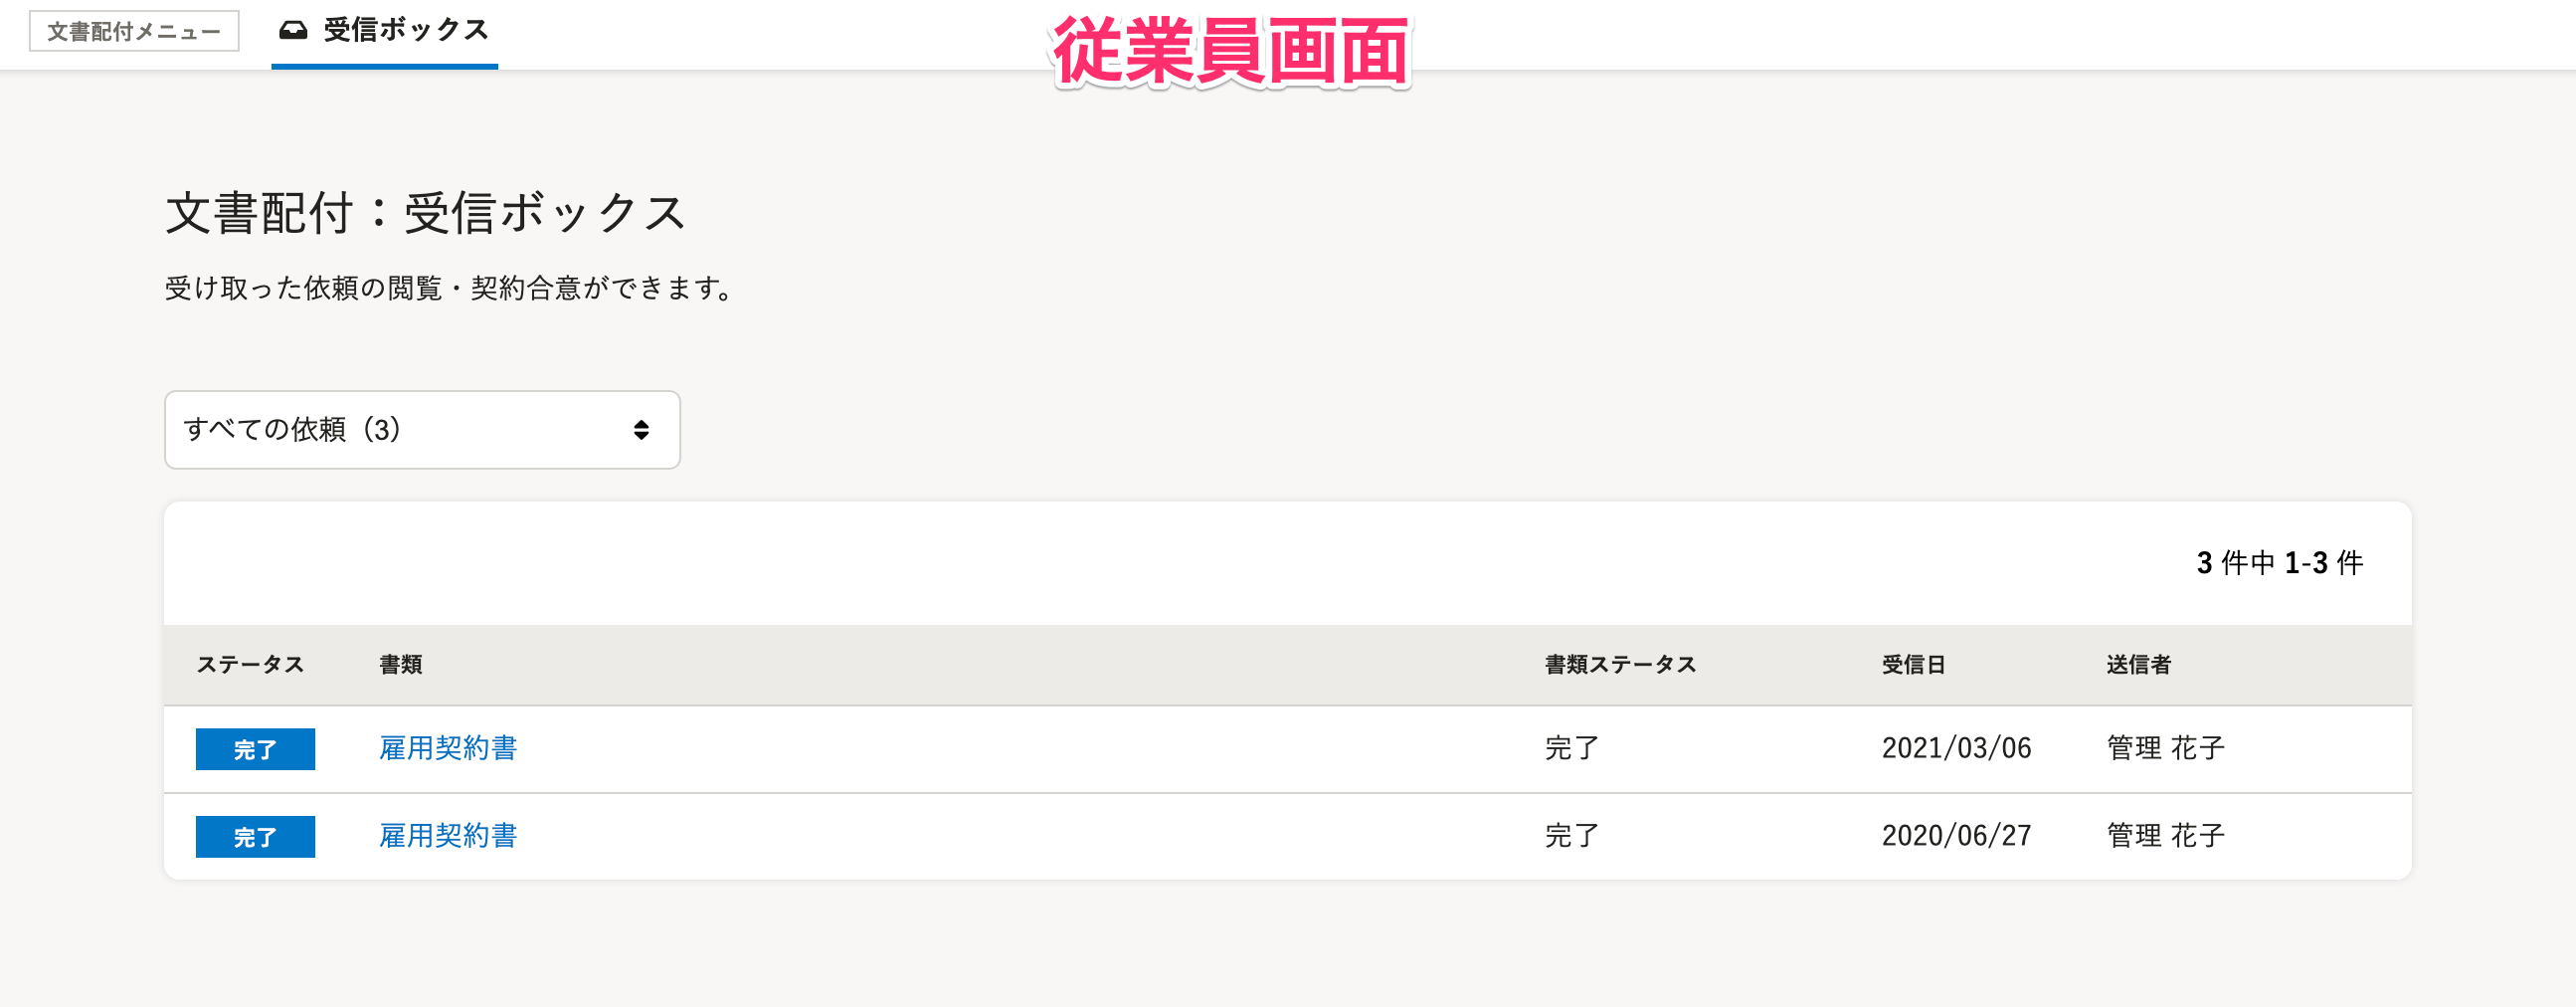 文書配付メニュー 受信ボックス 従業員画面
文書配付：受信ボックス
受け取った依頼の閲覧・契約合意ができます。
すべての依頼（3）
3 件中 1-3 件
ステータス 書類 書類ステータス 受信日 送信者
完了 雇用契約書 完了 2021/03/06 管理 花子
完了 雇用契約書 完了 2020/06/27 管理 花子